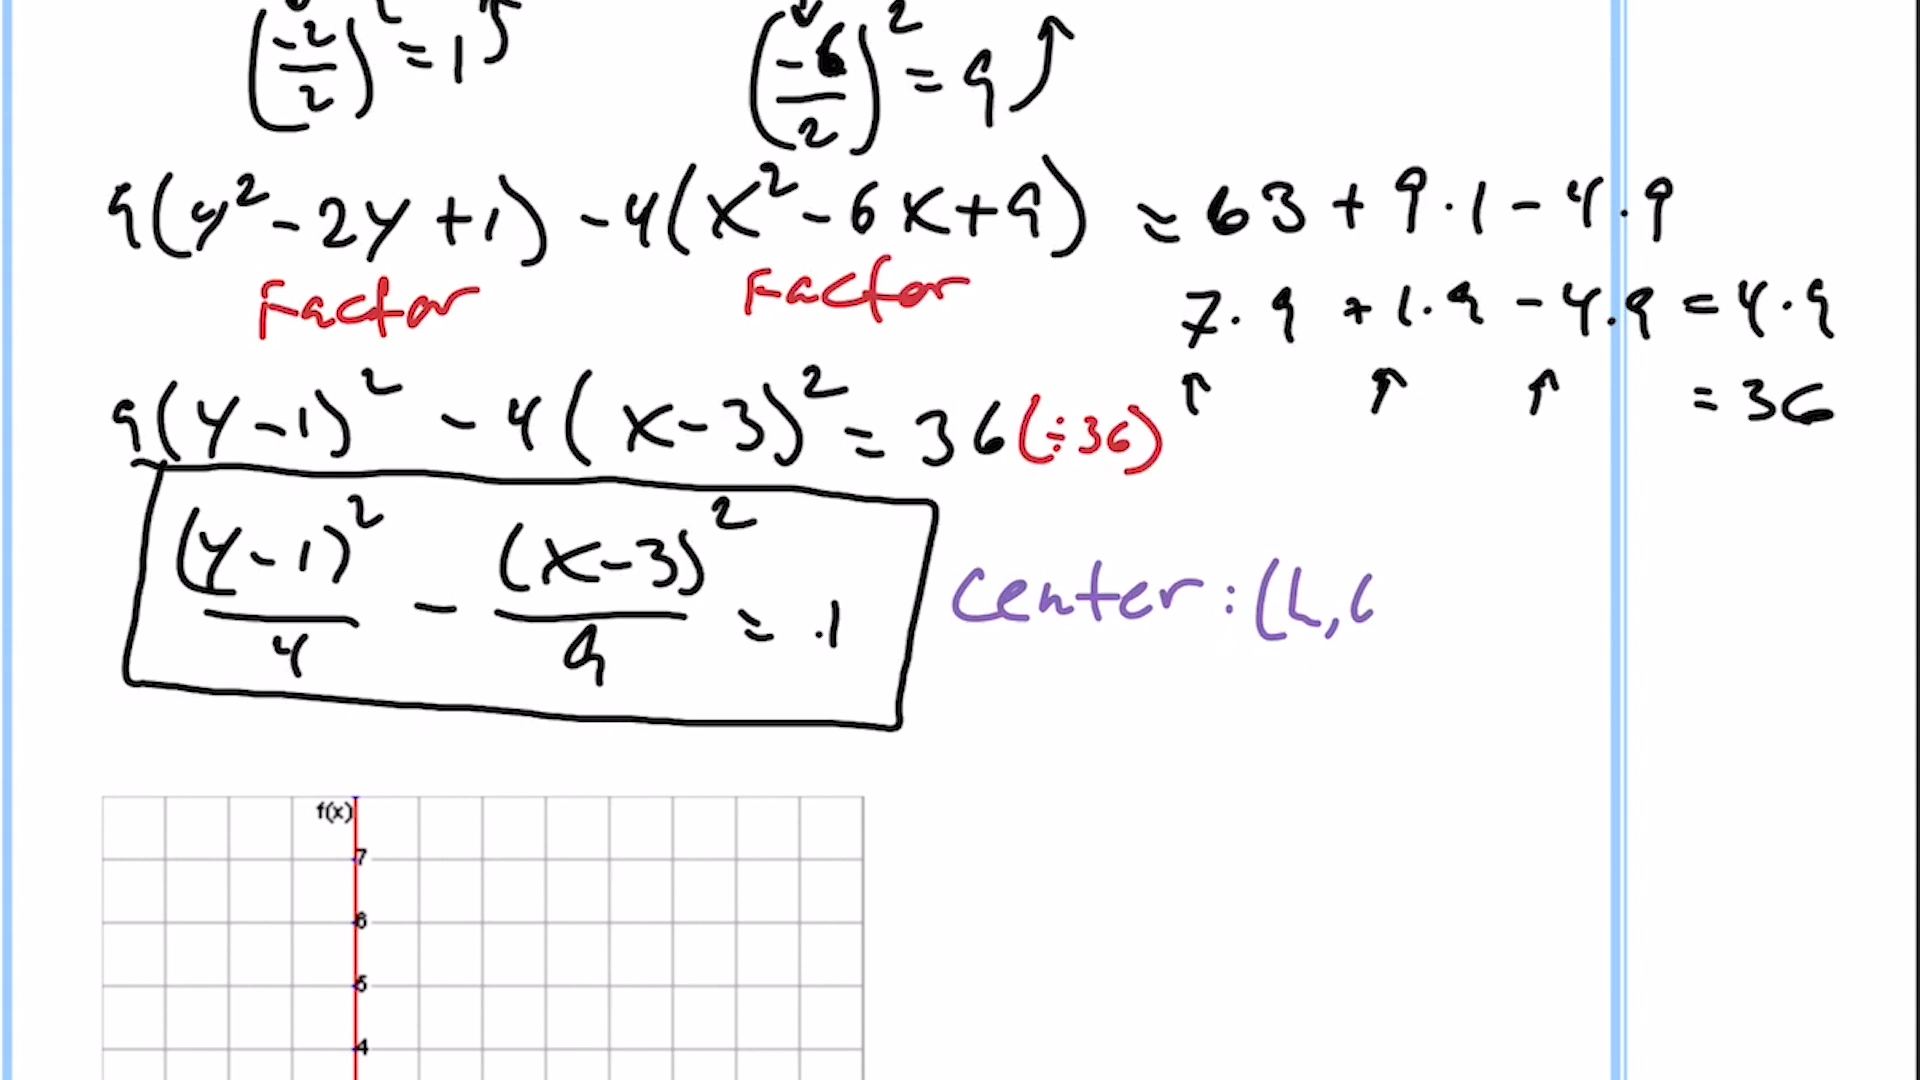 (-2/2)² = 1
(-6/2)² = 9
9(y² - 2y + 1) - 4(x² - 6x + 9) = 63 + 9·1 - 4·9
Factor Factor
7·9 + 1·9 - 4·9 = 4·9
= 36
9(y-1)² - 4(x-3)² = 36 (÷36)
(y-1)²/4 - (x-3)²/9 = 1
center: (h,
f(x)
7
6
5
4